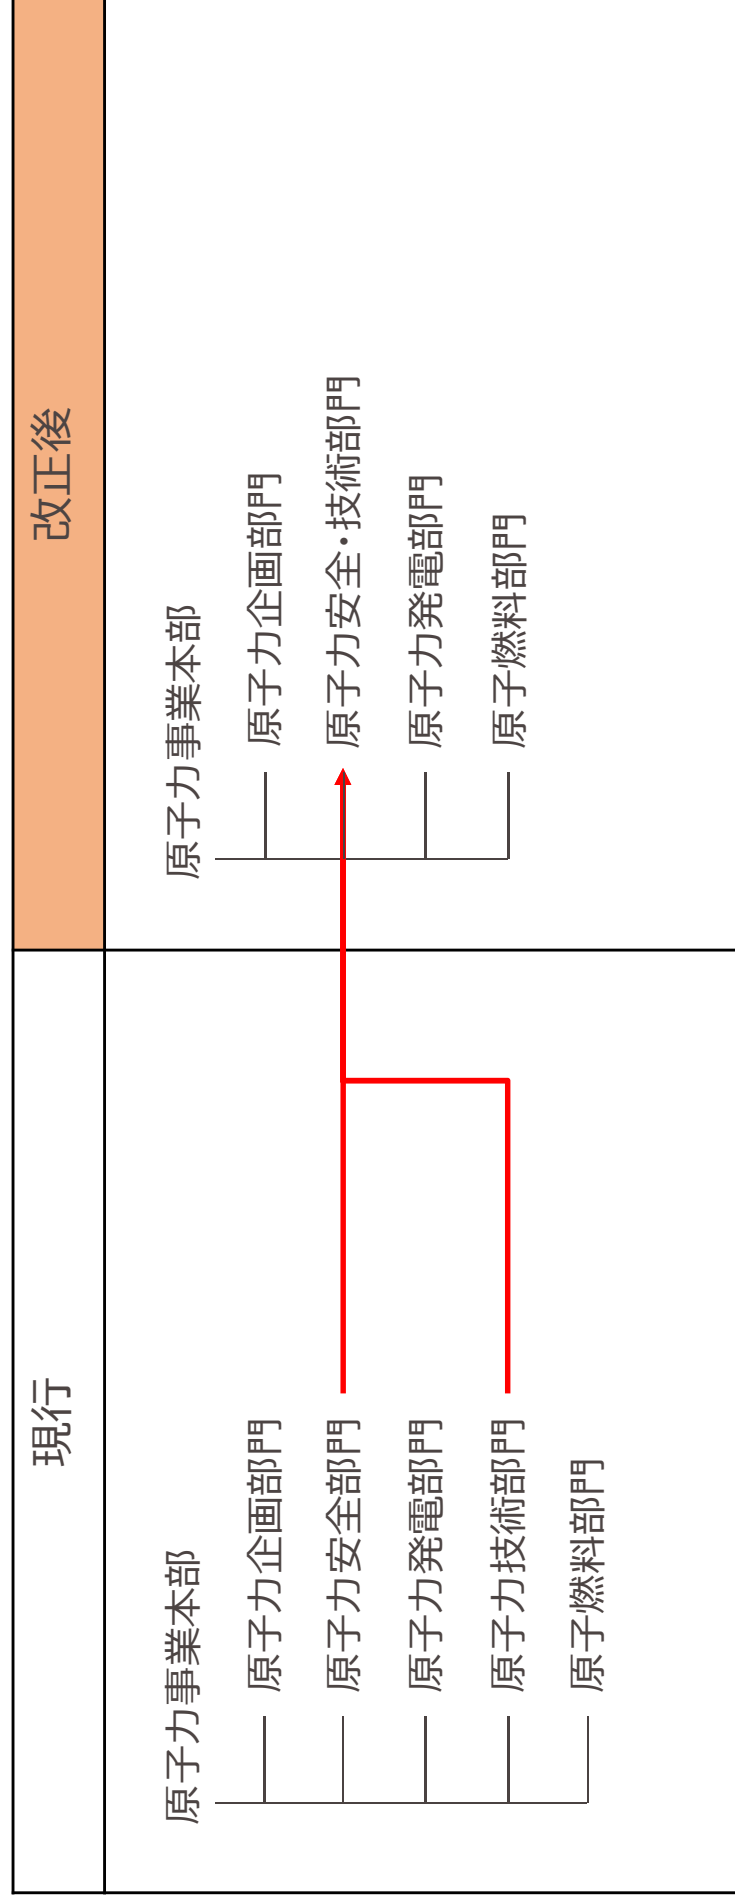 現行
原子力事業本部
原子力企画部門
原子力安全部門
原子力発電部門
原子力技術部門
原子燃料部門
改正後
原子力事業本部
原子力企画部門
原子力安全・技術部門
原子力発電部門
原子燃料部門